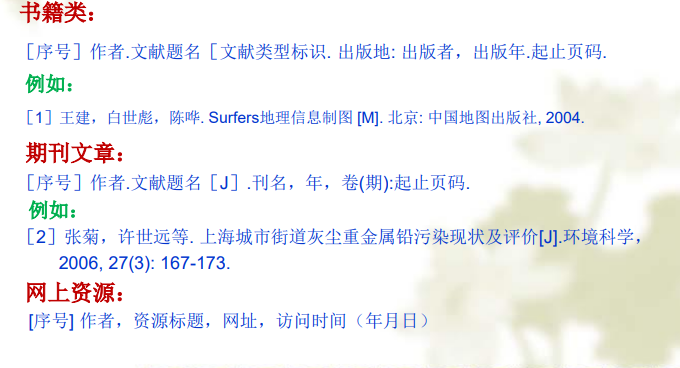 书籍类：
［序号］作者.文献题名［文献类型标识. 出版地: 出版者，出版年.起止页码.
例如：
［1］王建，白世彪，陈晔. Surfers地理信息制图 [M]. 北京: 中国地图出版社, 2004.
期刊文章：
［序号］作者.文献题名［J］.刊名，年，卷(期):起止页码.
例如：
［2］张菊，许世远等. 上海城市街道灰尘重金属铅污染现状及评价[J].环境科学，
2006, 27(3): 167-173.
网上资源：
[序号] 作者，资源标题，网址，访问时间（年月日）